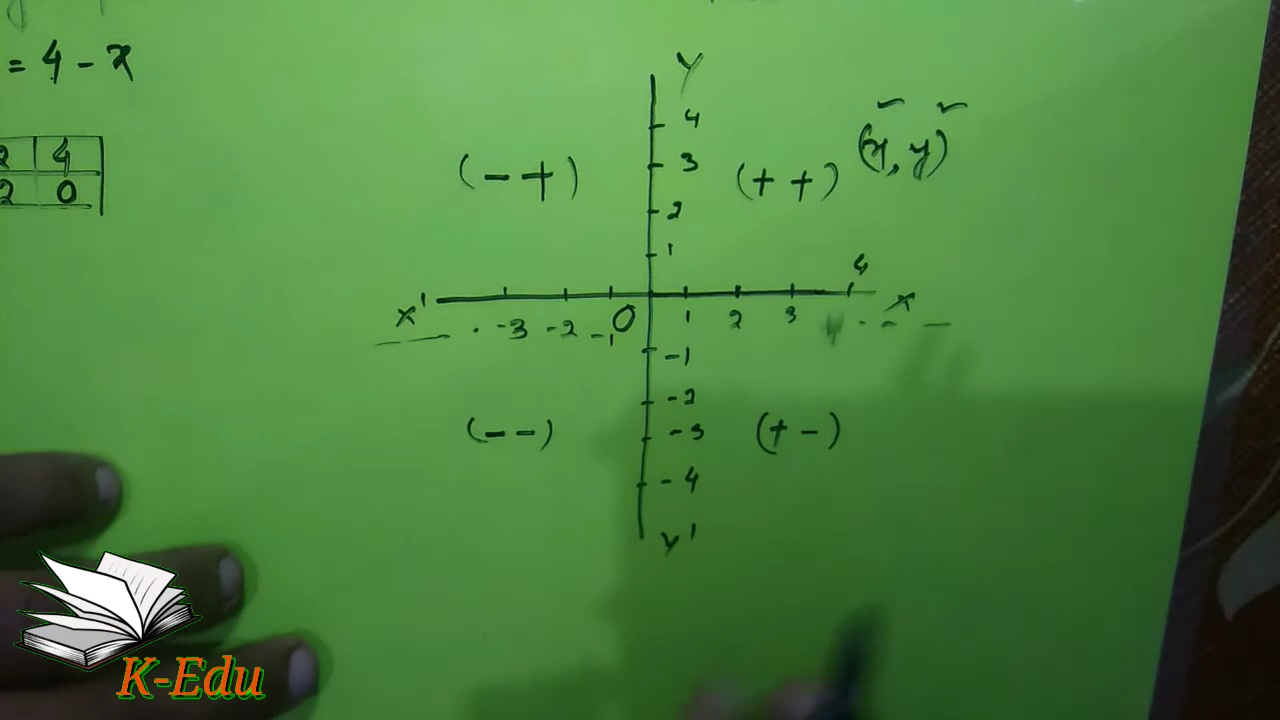 = 4 - x
2 4
2 0
Y
4
(x, y)
(- +)
3
(+ +)
2
1
4
X' X
-3 -2 -1 0 1 2 3
-1
-2
(- -)
-3
(+ -)
-4
Y'
K-Edu